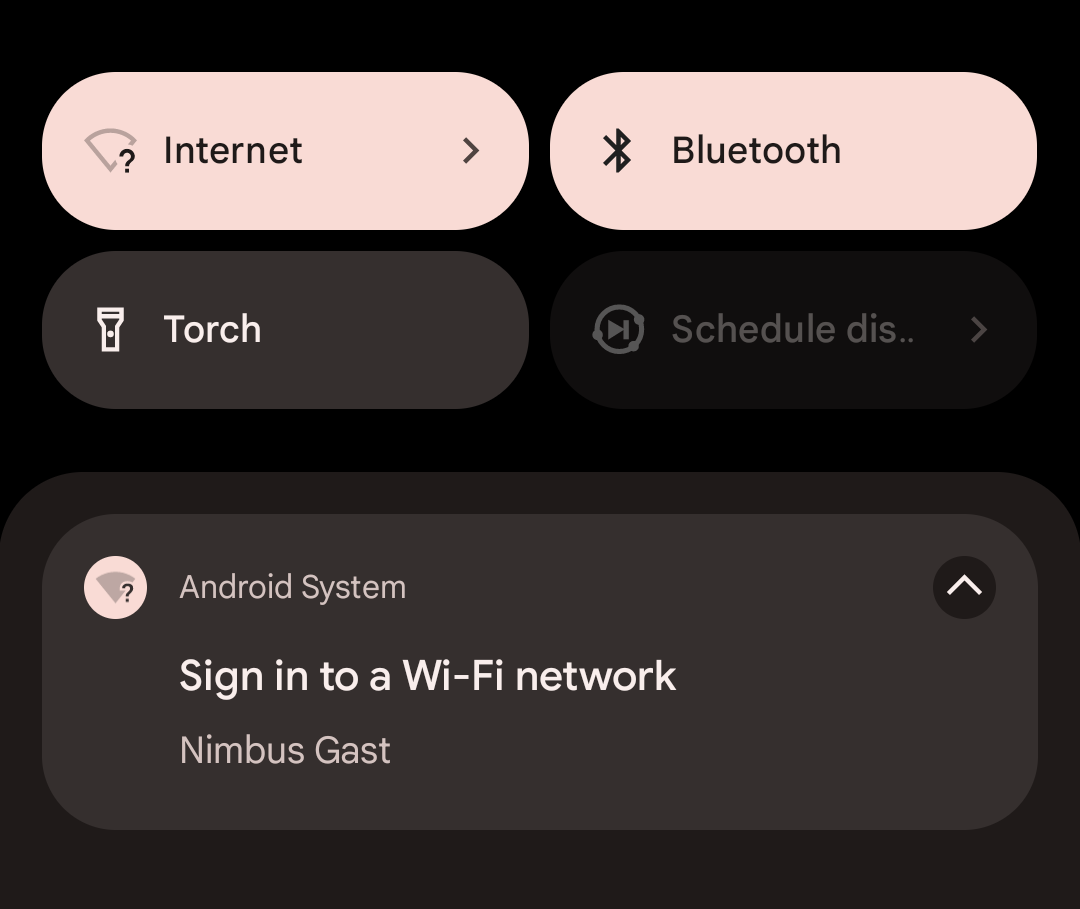 Internet
Bluetooth
Torch
Schedule dis..
Android System
Sign in to a Wi-Fi network
Nimbus Gast